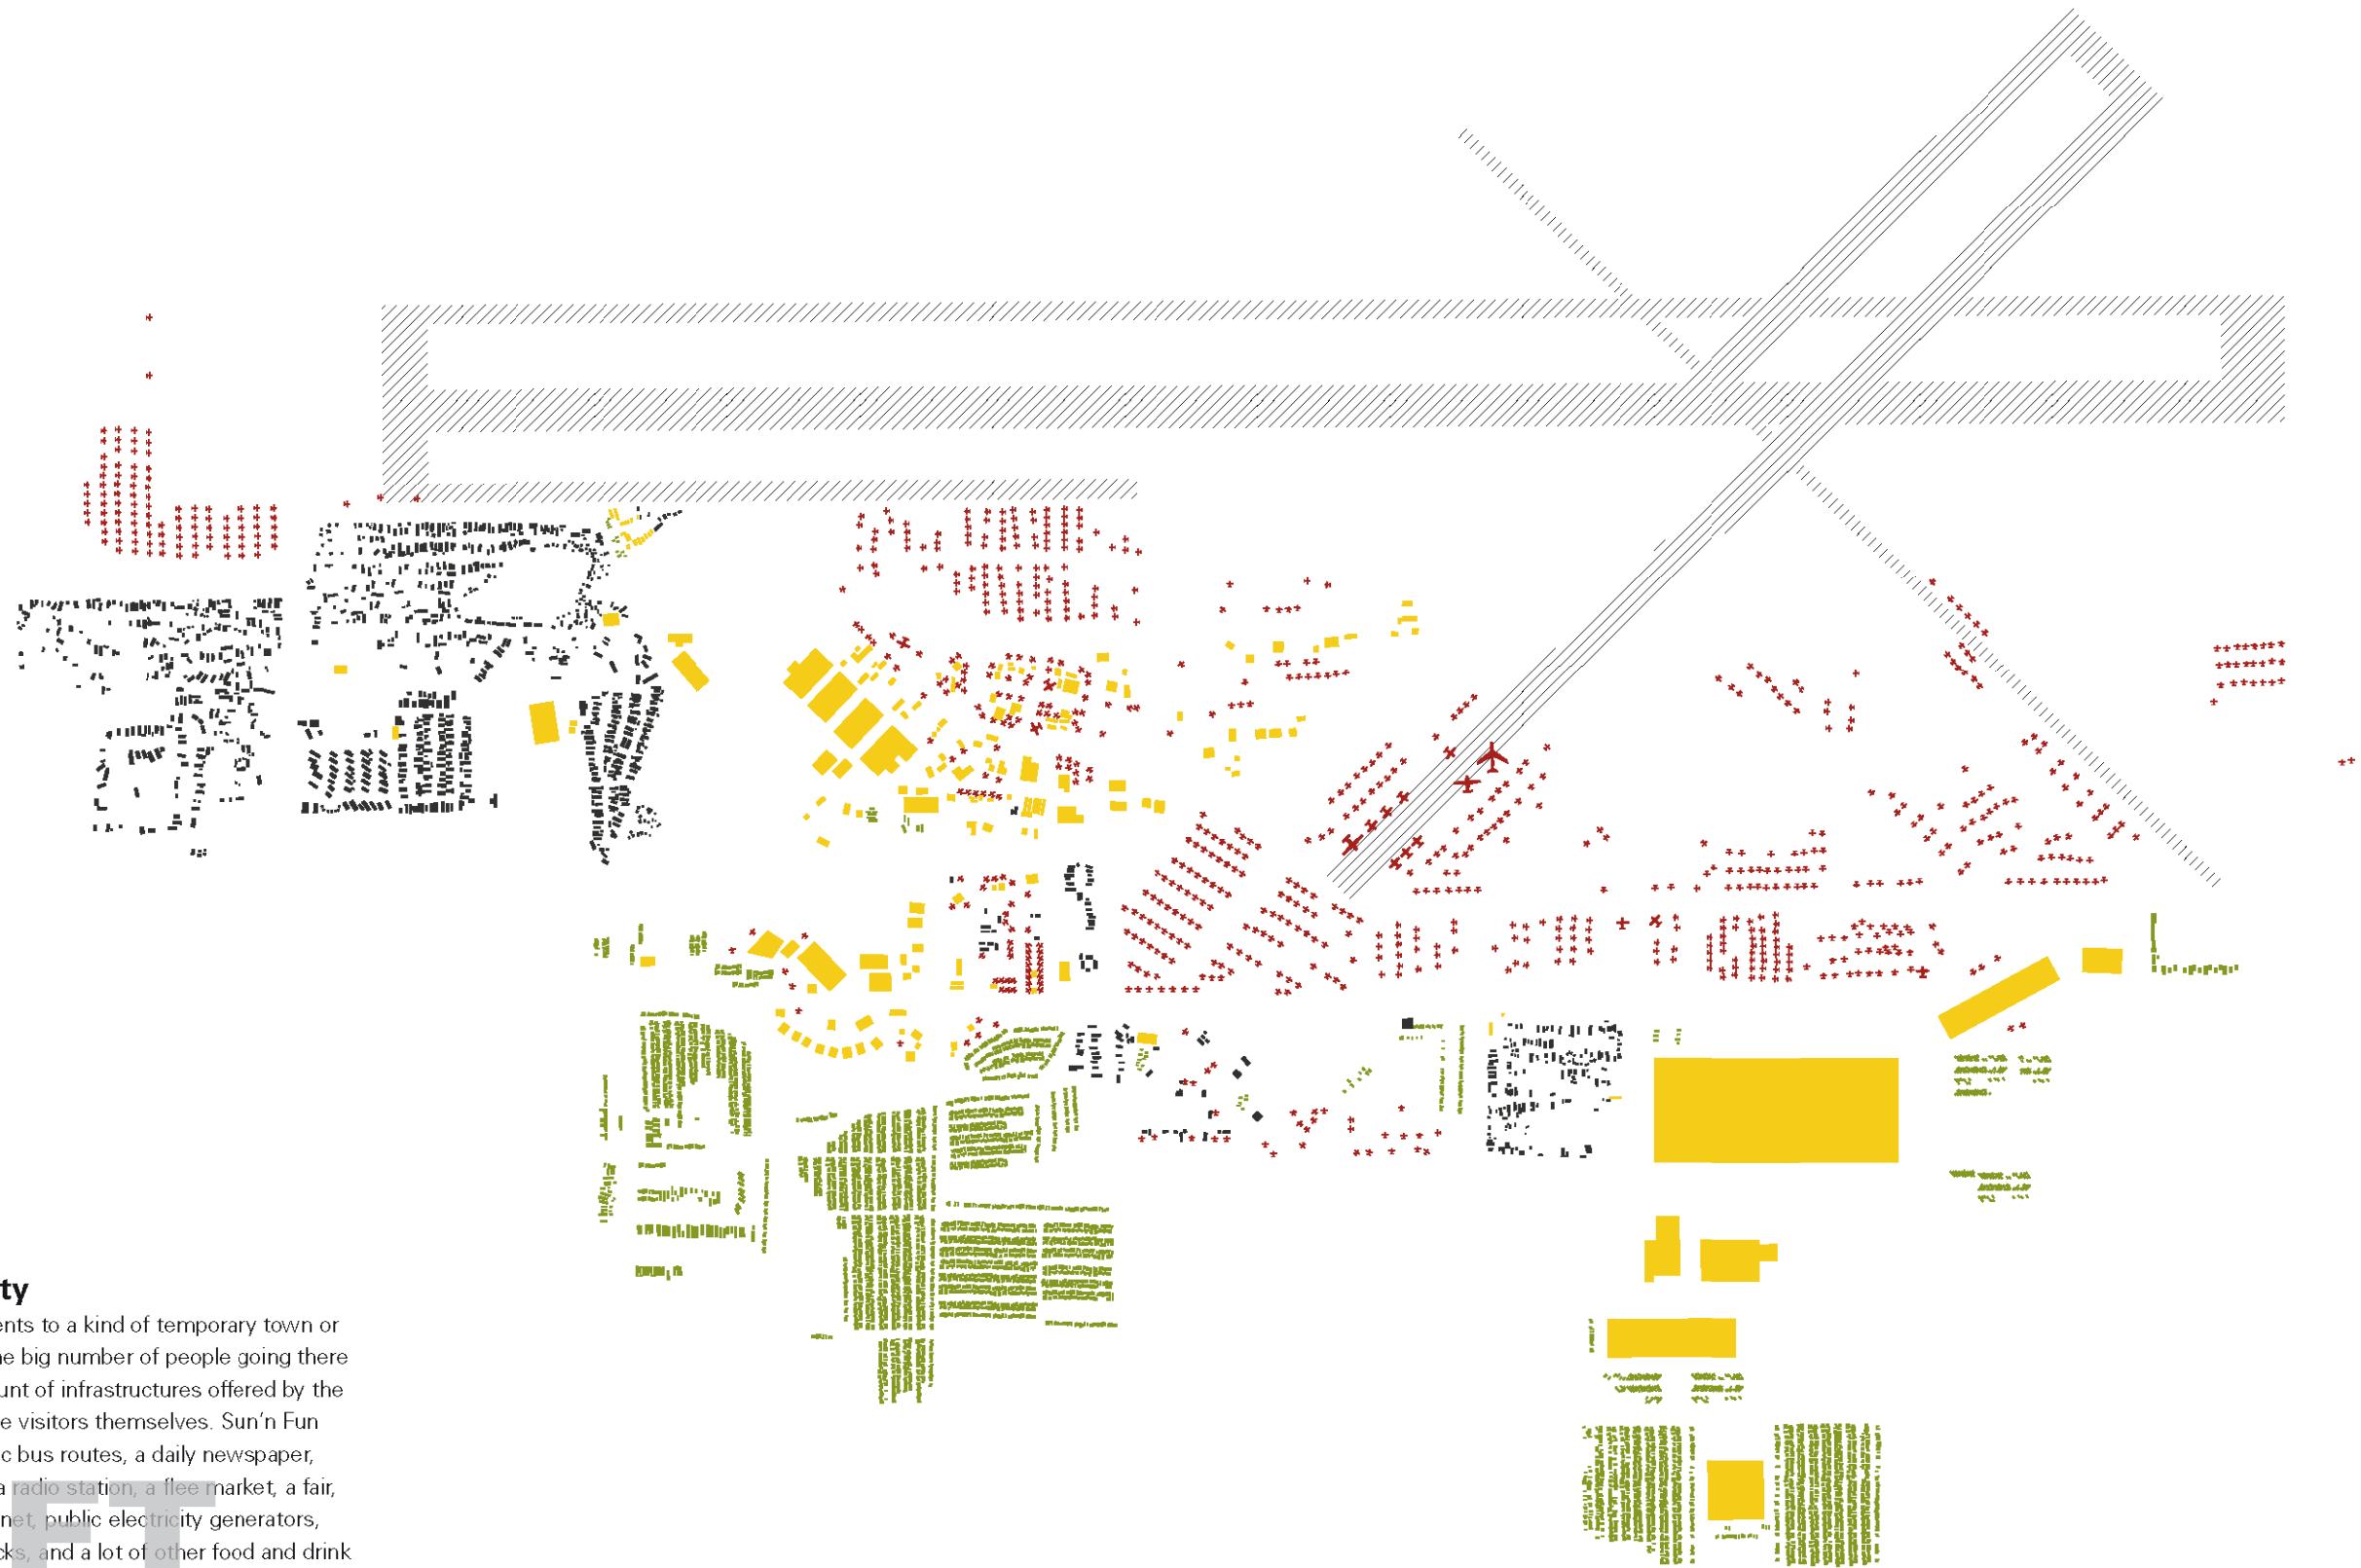 ty
ents to a kind of temporary town or
e big number of people going there
unt of infrastructures offered by the
e visitors themselves. Sun'n Fun
c bus routes, a daily newspaper,
a radio station, a flee market, a fair,
net, public electricity generators,
cks, and a lot of other food and drink
FT